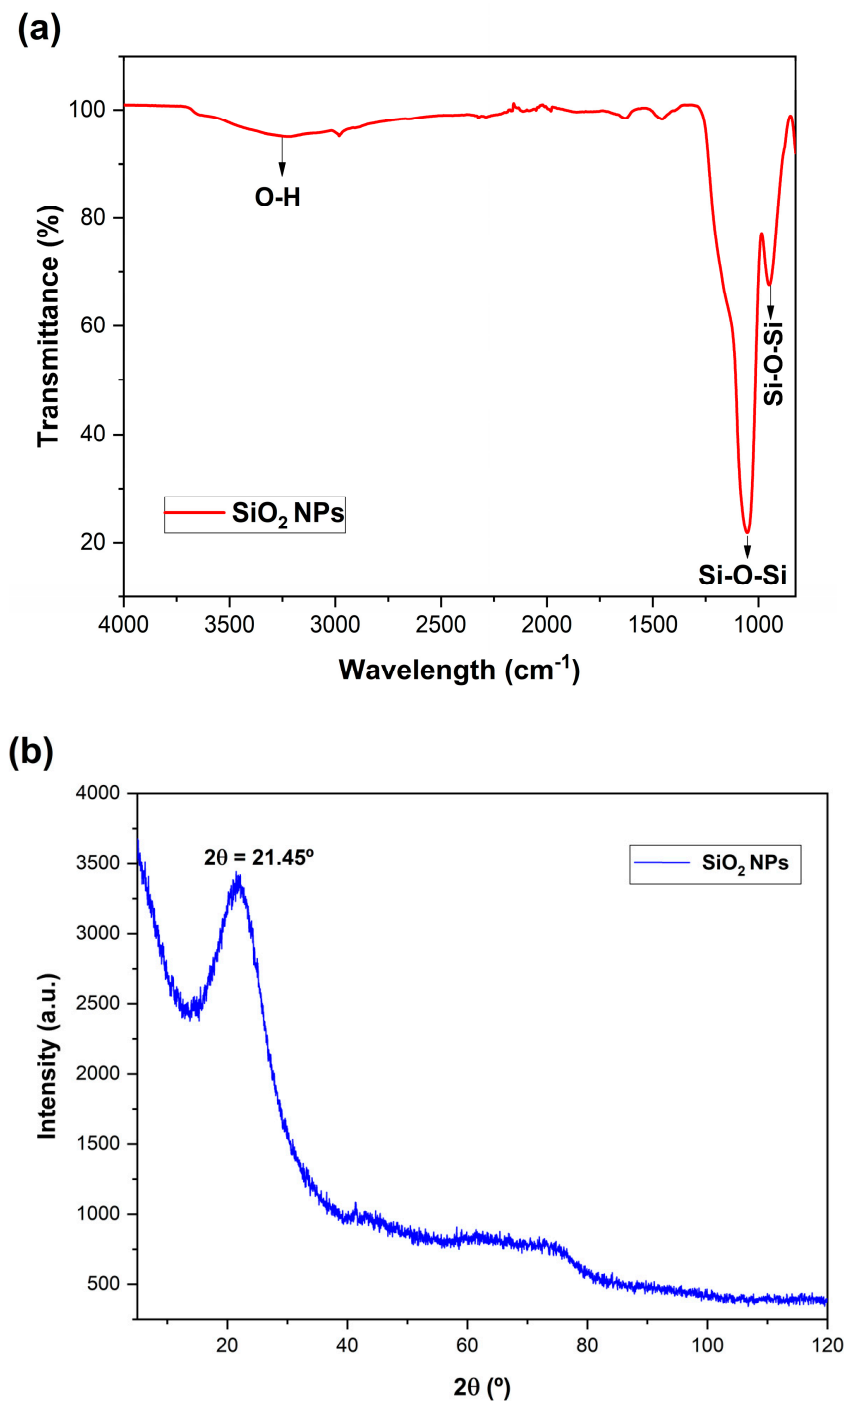 (a)
100
80
60
40
20
Transmittance (%)
O-H
Si-O-Si
Si-O-Si
SiO₂ NPs
4000 3500 3000 2500 2000 1500 1000
Wavelength (cm⁻¹)
(b)
4000
3500
3000
2500
2000
1500
1000
500
Intensity (a.u.)
2θ = 21.45º
SiO₂ NPs
20 40 60 80 100 120
2θ (º)